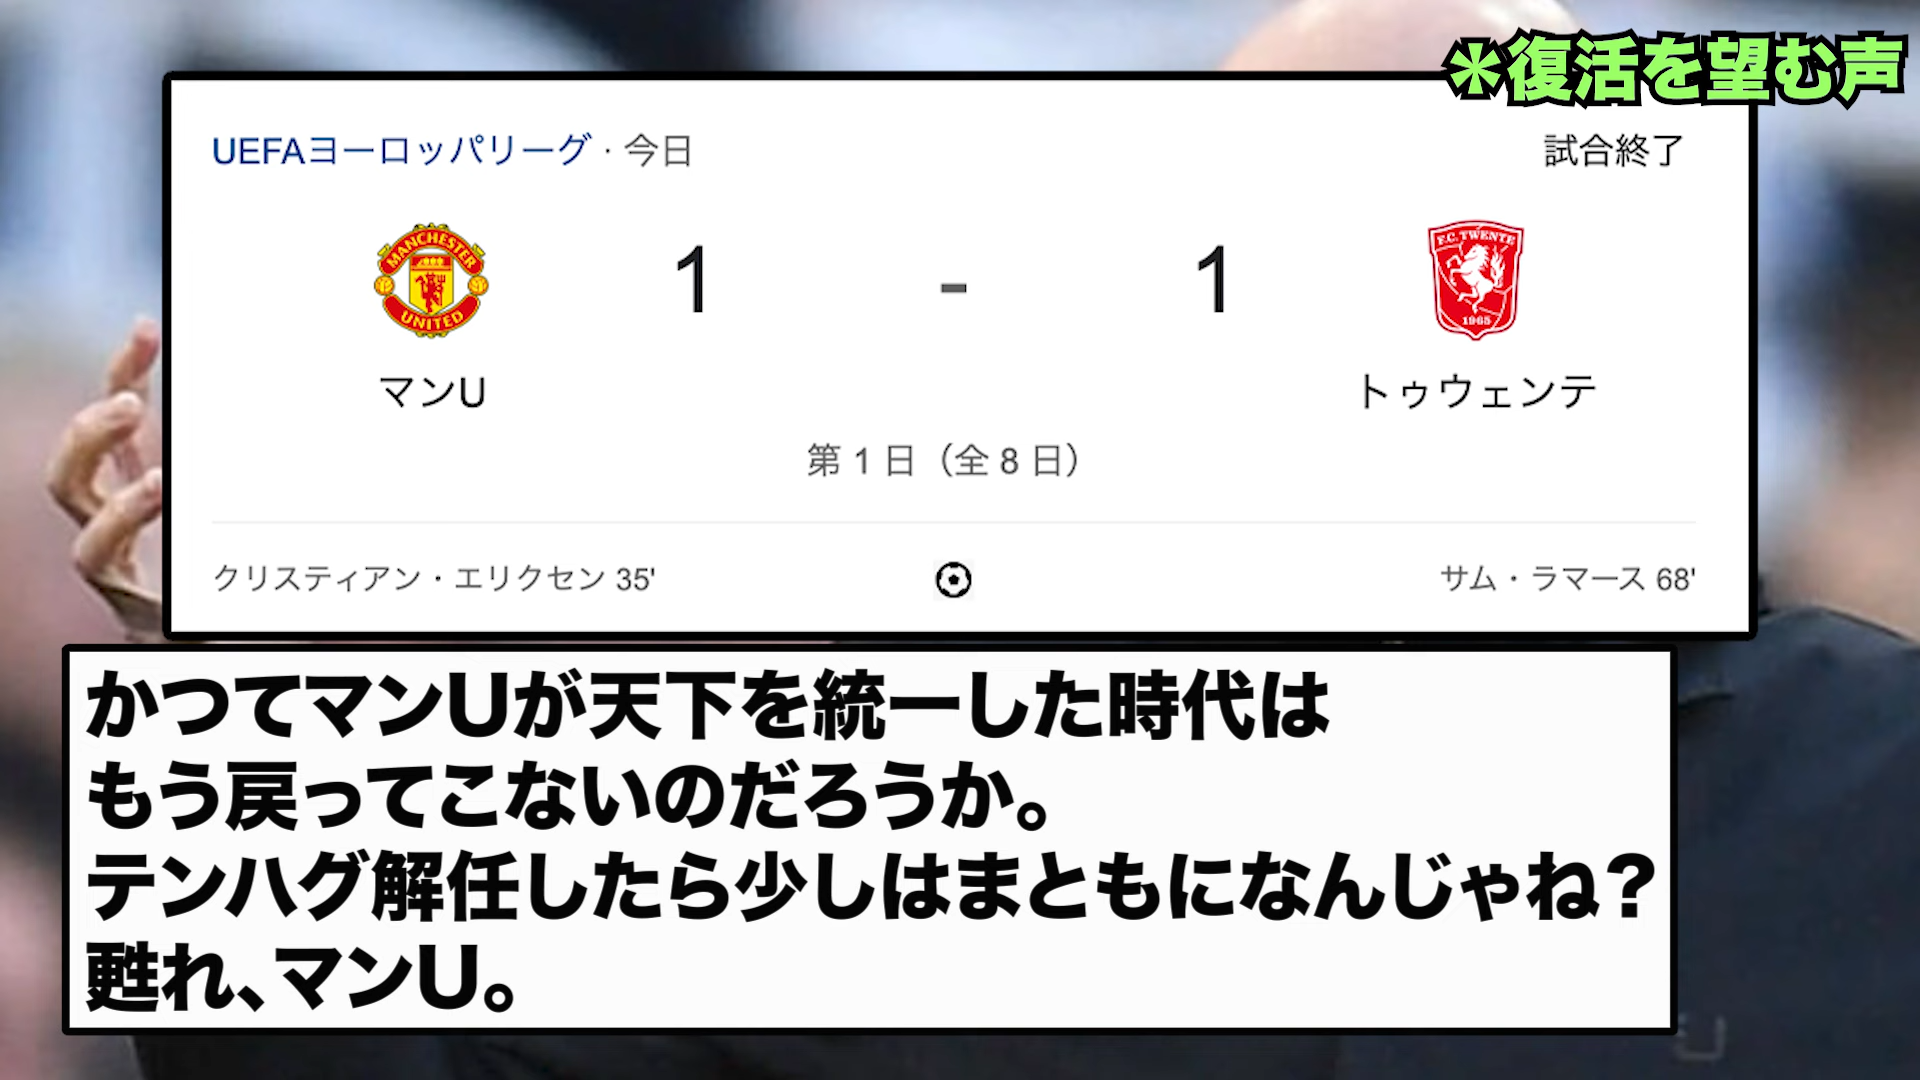 *復活を望む声
UEFAヨーロッパリーグ · 今日
試合終了
MANCHESTER
UNITED
1 - 1
F.C. TWENTE
1965
マンU
トゥウェンテ
第 1 日（全 8 日）
クリスティアン・エリクセン 35'
サム・ラマース 68'
かつてマンUが天下を統一した時代は
もう戻ってこないのだろうか。
テンハグ解任したら少しはまともになんじゃね？
甦れ、マンU。